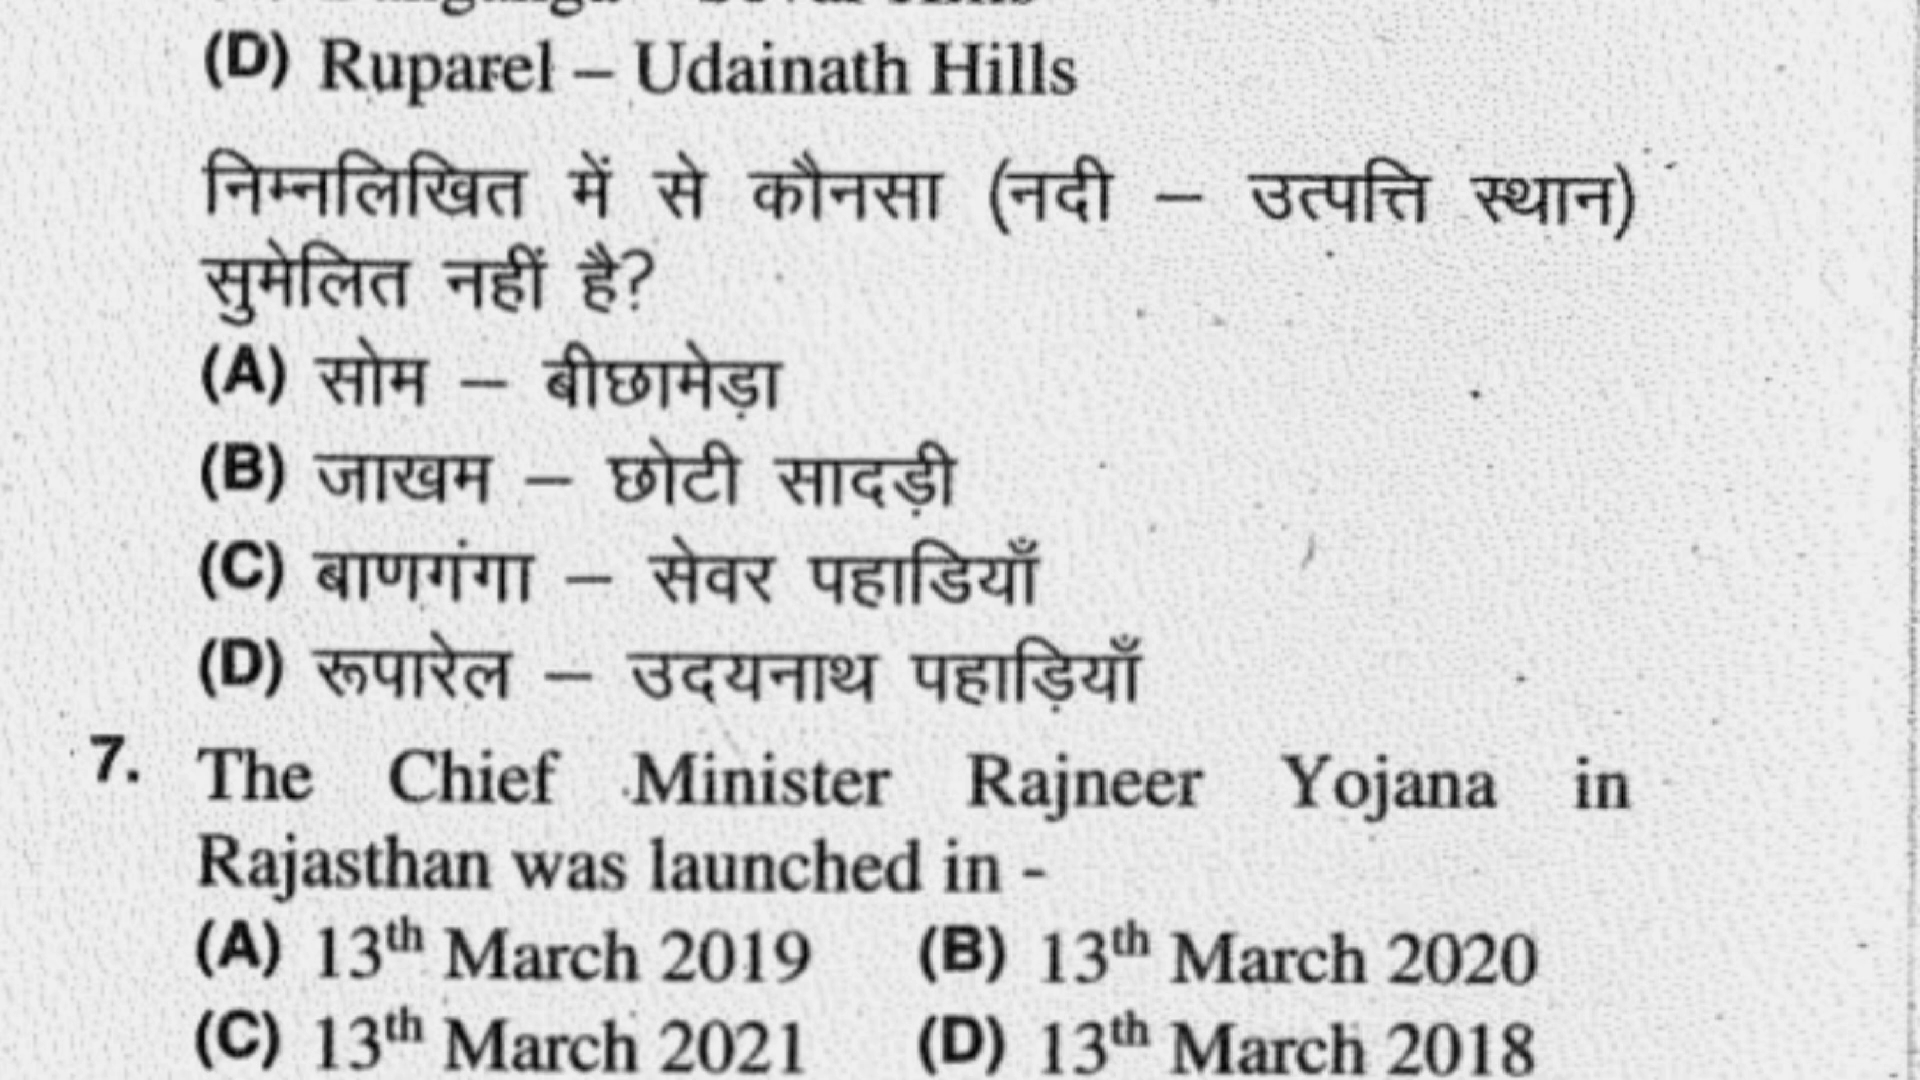 (D) Ruparel – Udainath Hills
निम्नलिखित में से कौनसा (नदी – उत्पत्ति स्थान)
सुमेलित नहीं है?
(A) सोम – बीछामेड़ा
(B) जाखम – छोटी सादड़ी
(C) बाणगंगा – सेवर पहाडियाँ
(D) रूपारेल – उदयनाथ पहाड़ियाँ
7. The Chief Minister Rajneer Yojana in
Rajasthan was launched in -
(A) 13th March 2019 (B) 13th March 2020
(C) 13th March 2021 (D) 13th March 2018